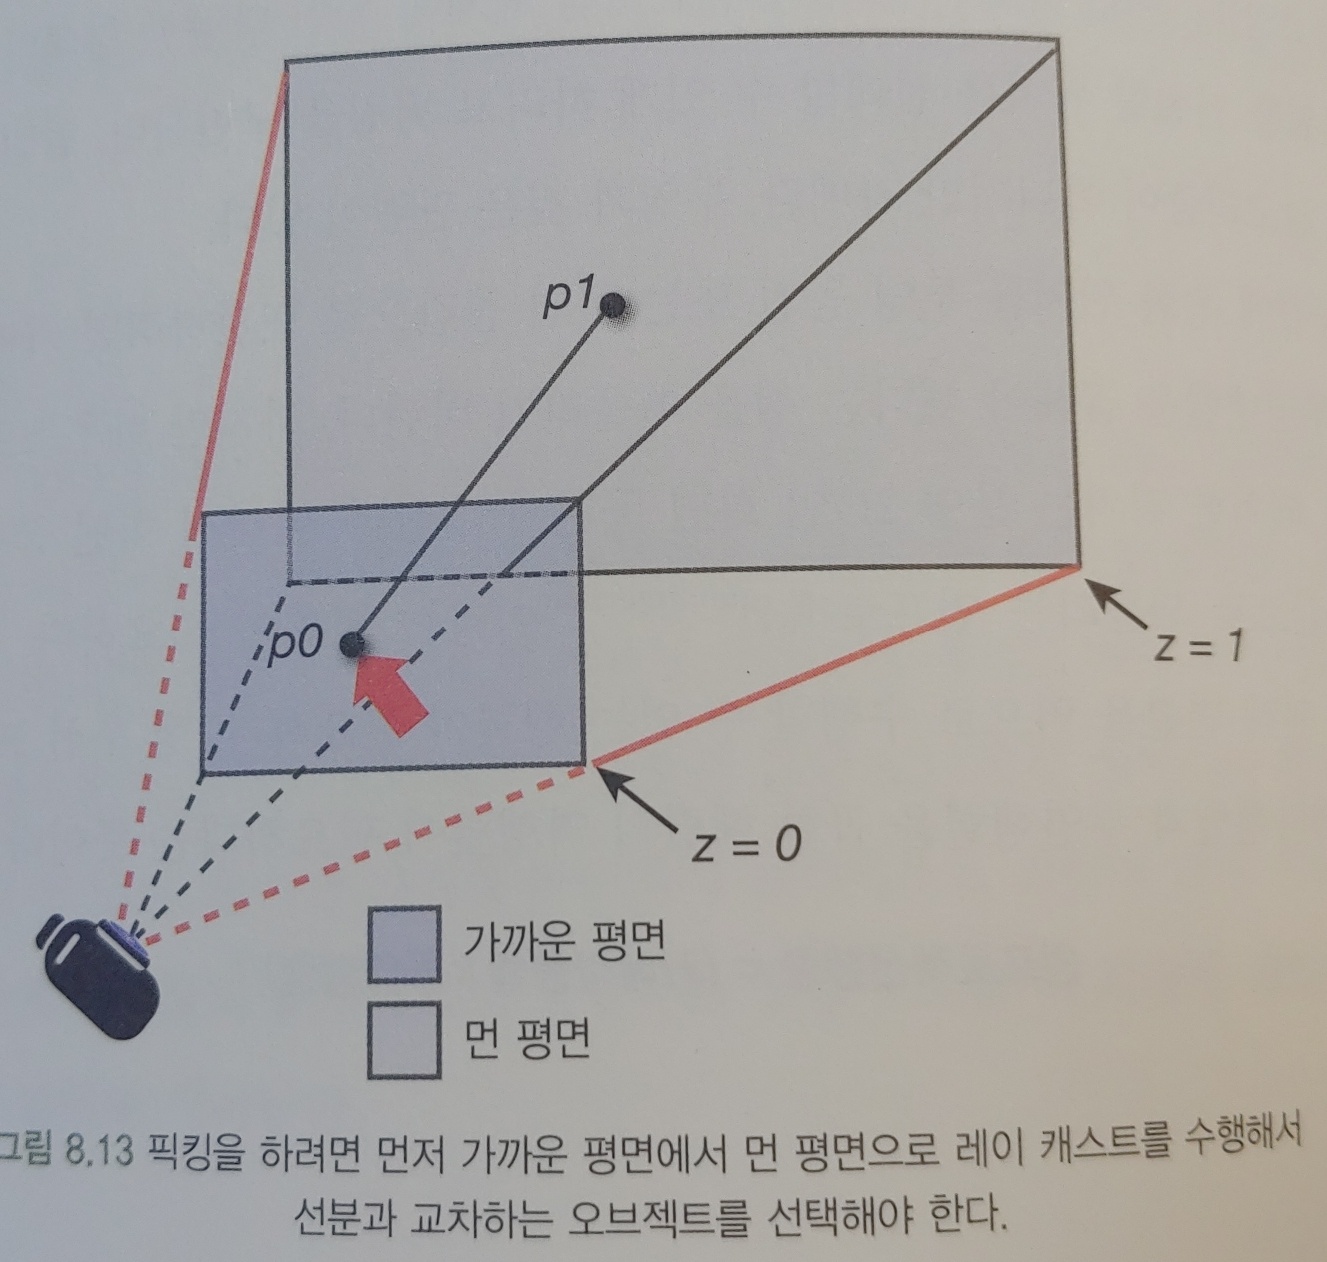 p1
p0
z = 1
z = 0
가까운 평면
먼 평면
그림 8.13 픽킹을 하려면 먼저 가까운 평면에서 먼 평면으로 레이 캐스트를 수행해서
선분과 교차하는 오브젝트를 선택해야 한다.